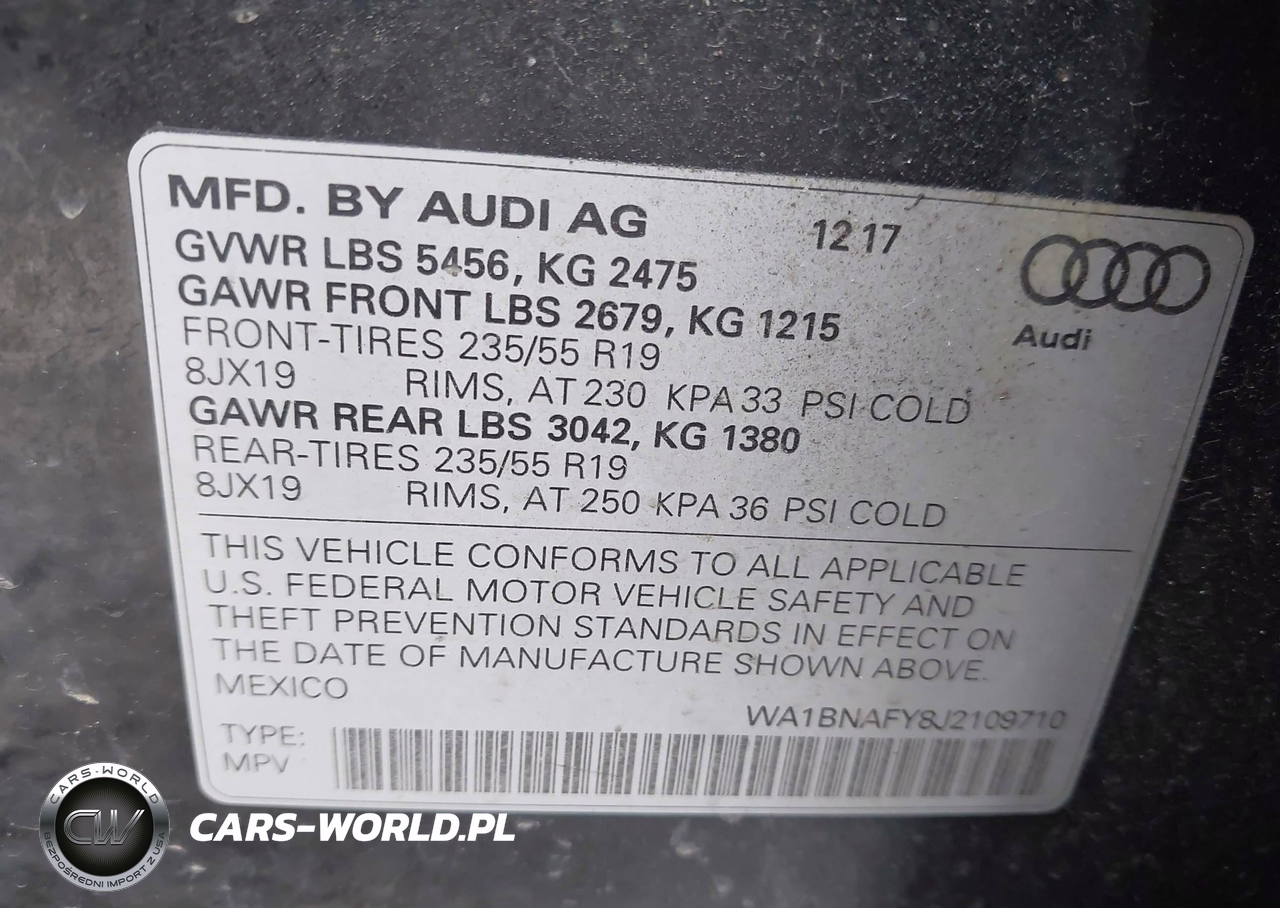 MFD. BY AUDI AG 12 17
GVWR LBS 5456, KG 2475
GAWR FRONT LBS 2679, KG 1215
Audi
FRONT-TIRES 235/55 R19
8JX19 RIMS, AT 230 KPA 33 PSI COLD
GAWR REAR LBS 3042, KG 1380
REAR-TIRES 235/55 R19
8JX19 RIMS, AT 250 KPA 36 PSI COLD
THIS VEHICLE CONFORMS TO ALL APPLICABLE
U.S. FEDERAL MOTOR VEHICLE SAFETY AND
THEFT PREVENTION STANDARDS IN EFFECT ON
THE DATE OF MANUFACTURE SHOWN ABOVE.
MEXICO
WA1BNAFY8J2109710
TYPE:
MPV
CARS-WORLD
CW
BEZPOŚREDNI IMPORT Z USA
CARS-WORLD.PL